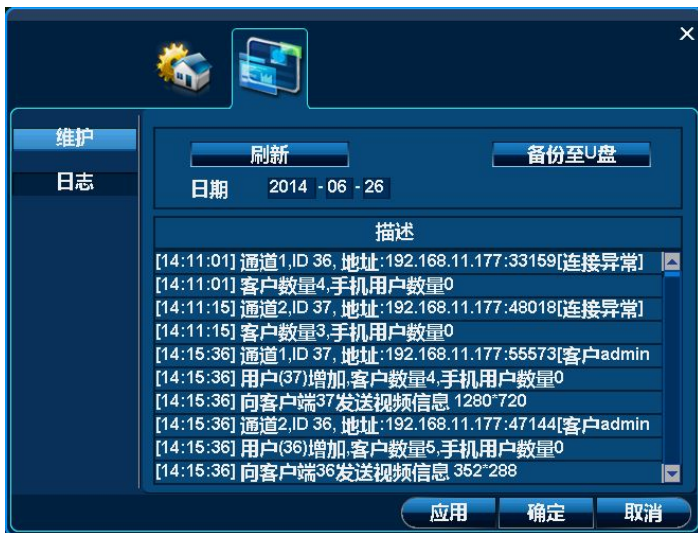 维护
日志
刷新
备份至U盘
日期 2014 - 06 - 26
描述
[14:11:01] 通道1,ID 36, 地址:192.168.11.177:33159[连接异常]
[14:11:01] 客户数量4,手机用户数量0
[14:11:15] 通道2,ID 37, 地址:192.168.11.177:48018[连接异常]
[14:11:15] 客户数量3,手机用户数量0
[14:15:36] 通道1,ID 37, 地址:192.168.11.177:55573[客户admin
[14:15:36] 用户(37)增加,客户数量4,手机用户数量0
[14:15:36] 向客户端37发送视频信息 1280*720
[14:15:36] 通道2,ID 36, 地址:192.168.11.177:47144[客户admin
[14:15:36] 用户(36)增加,客户数量5,手机用户数量0
[14:15:36] 向客户端36发送视频信息 352*288
应用
确定
取消